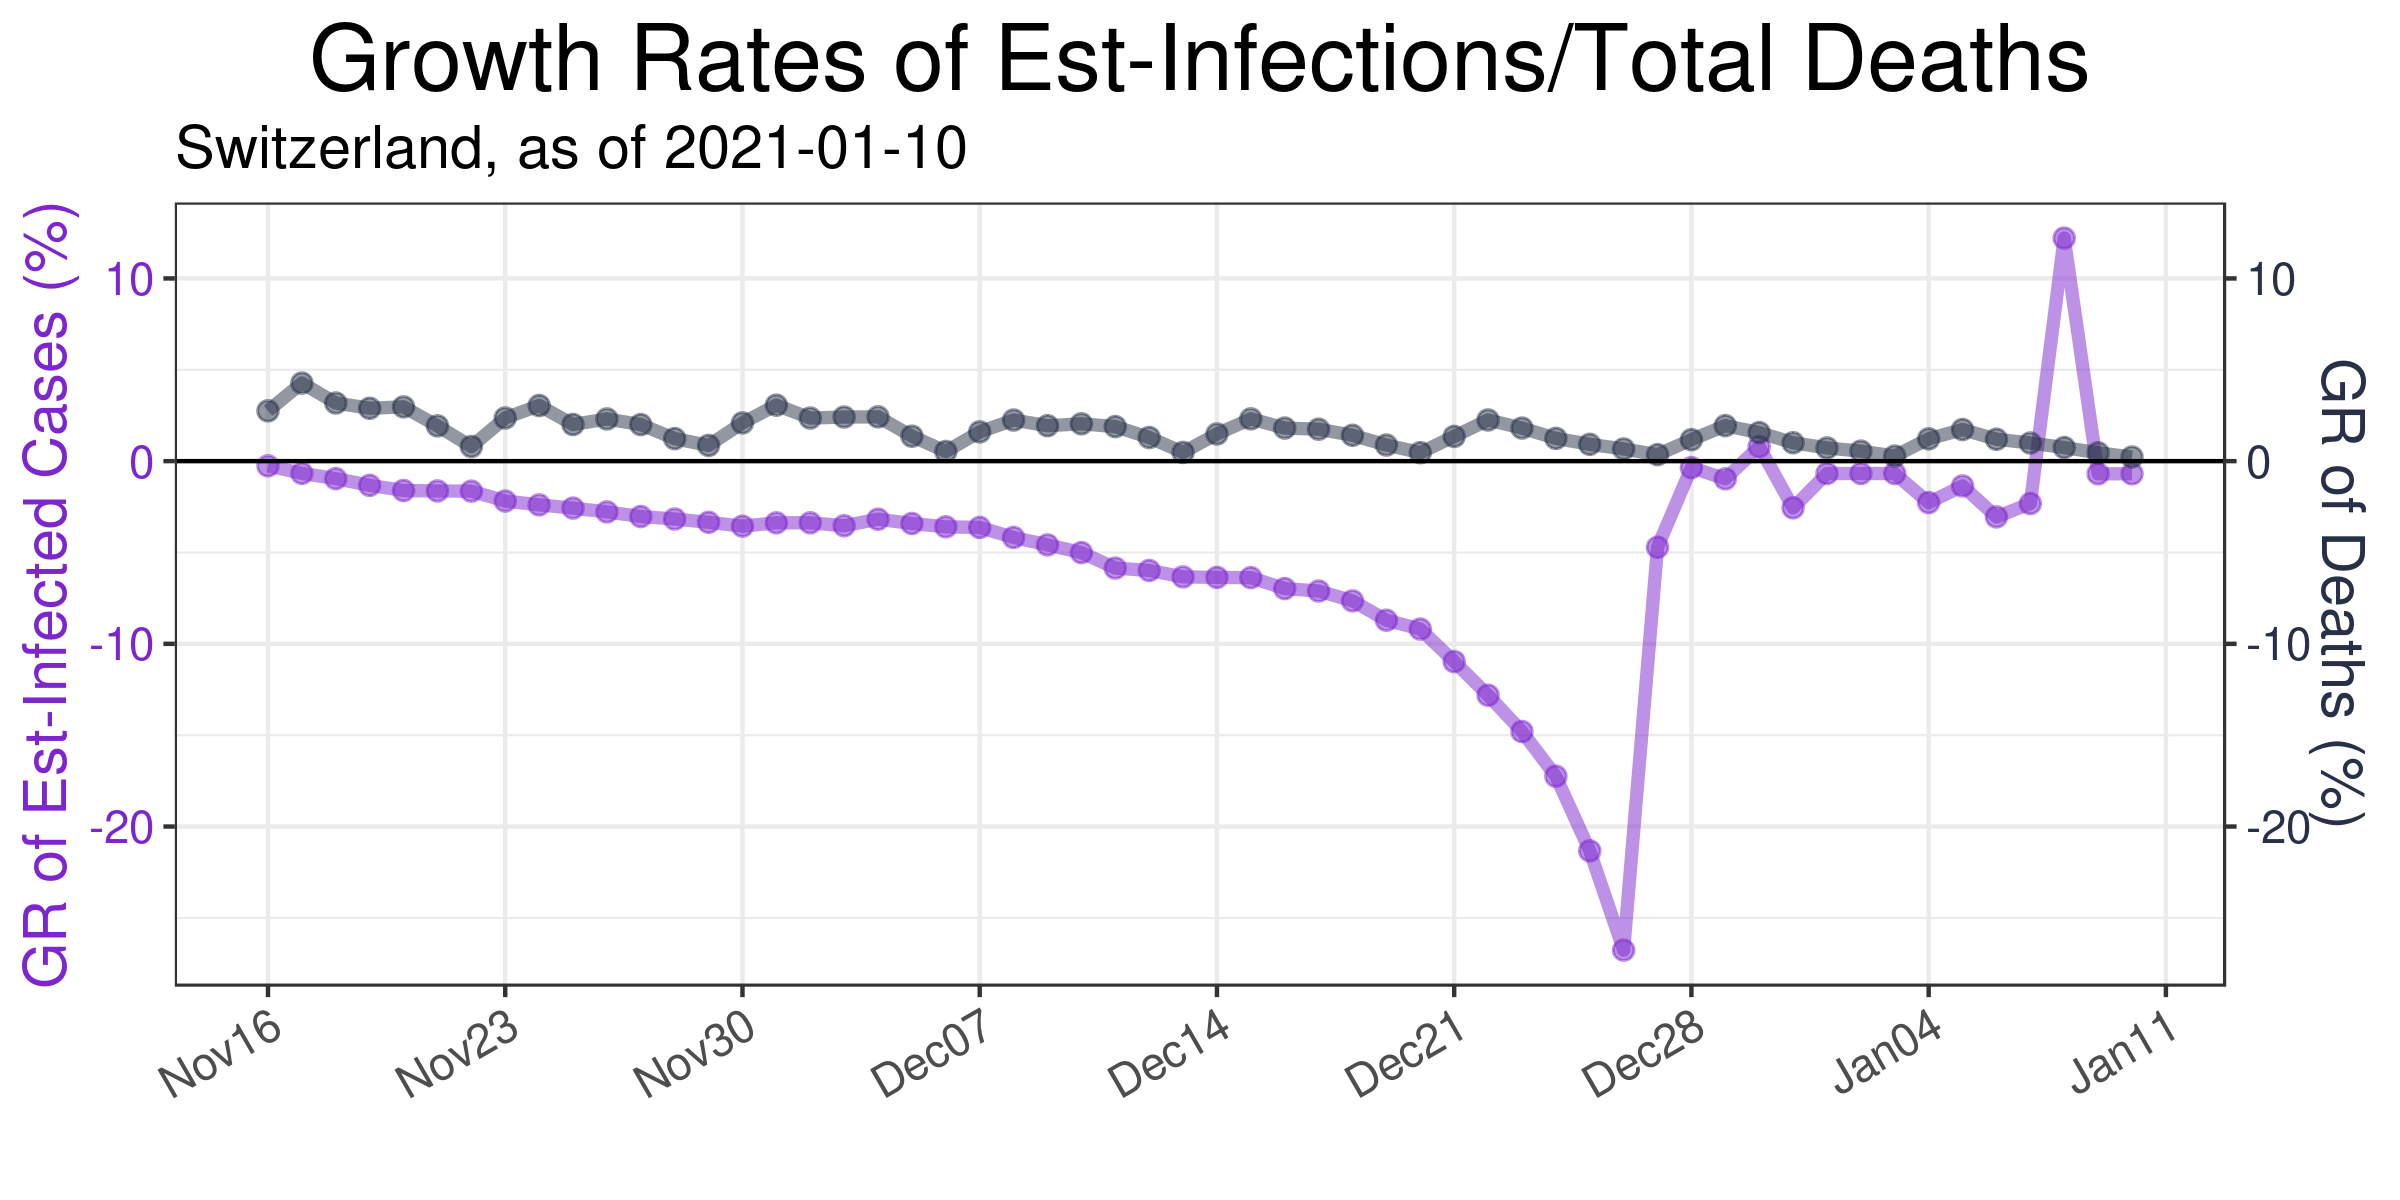 Growth Rates of Est-Infections/Total Deaths
Switzerland, as of 2021-01-10
GR of Est-Infected Cases (%)
10
0
-10
-20
10
0
-10
-20
GR of Deaths (%)
Nov16
Nov23
Nov30
Dec07
Dec14
Dec21
Dec28
Jan04
Jan11